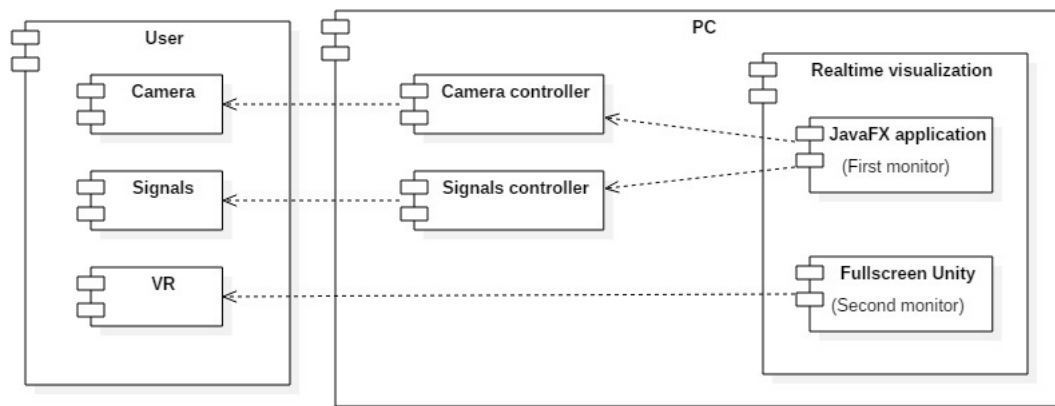 User
Camera
Signals
VR
PC
Camera controller
Signals controller
Realtime visualization
JavaFX application
(First monitor)
Fullscreen Unity
(Second monitor)